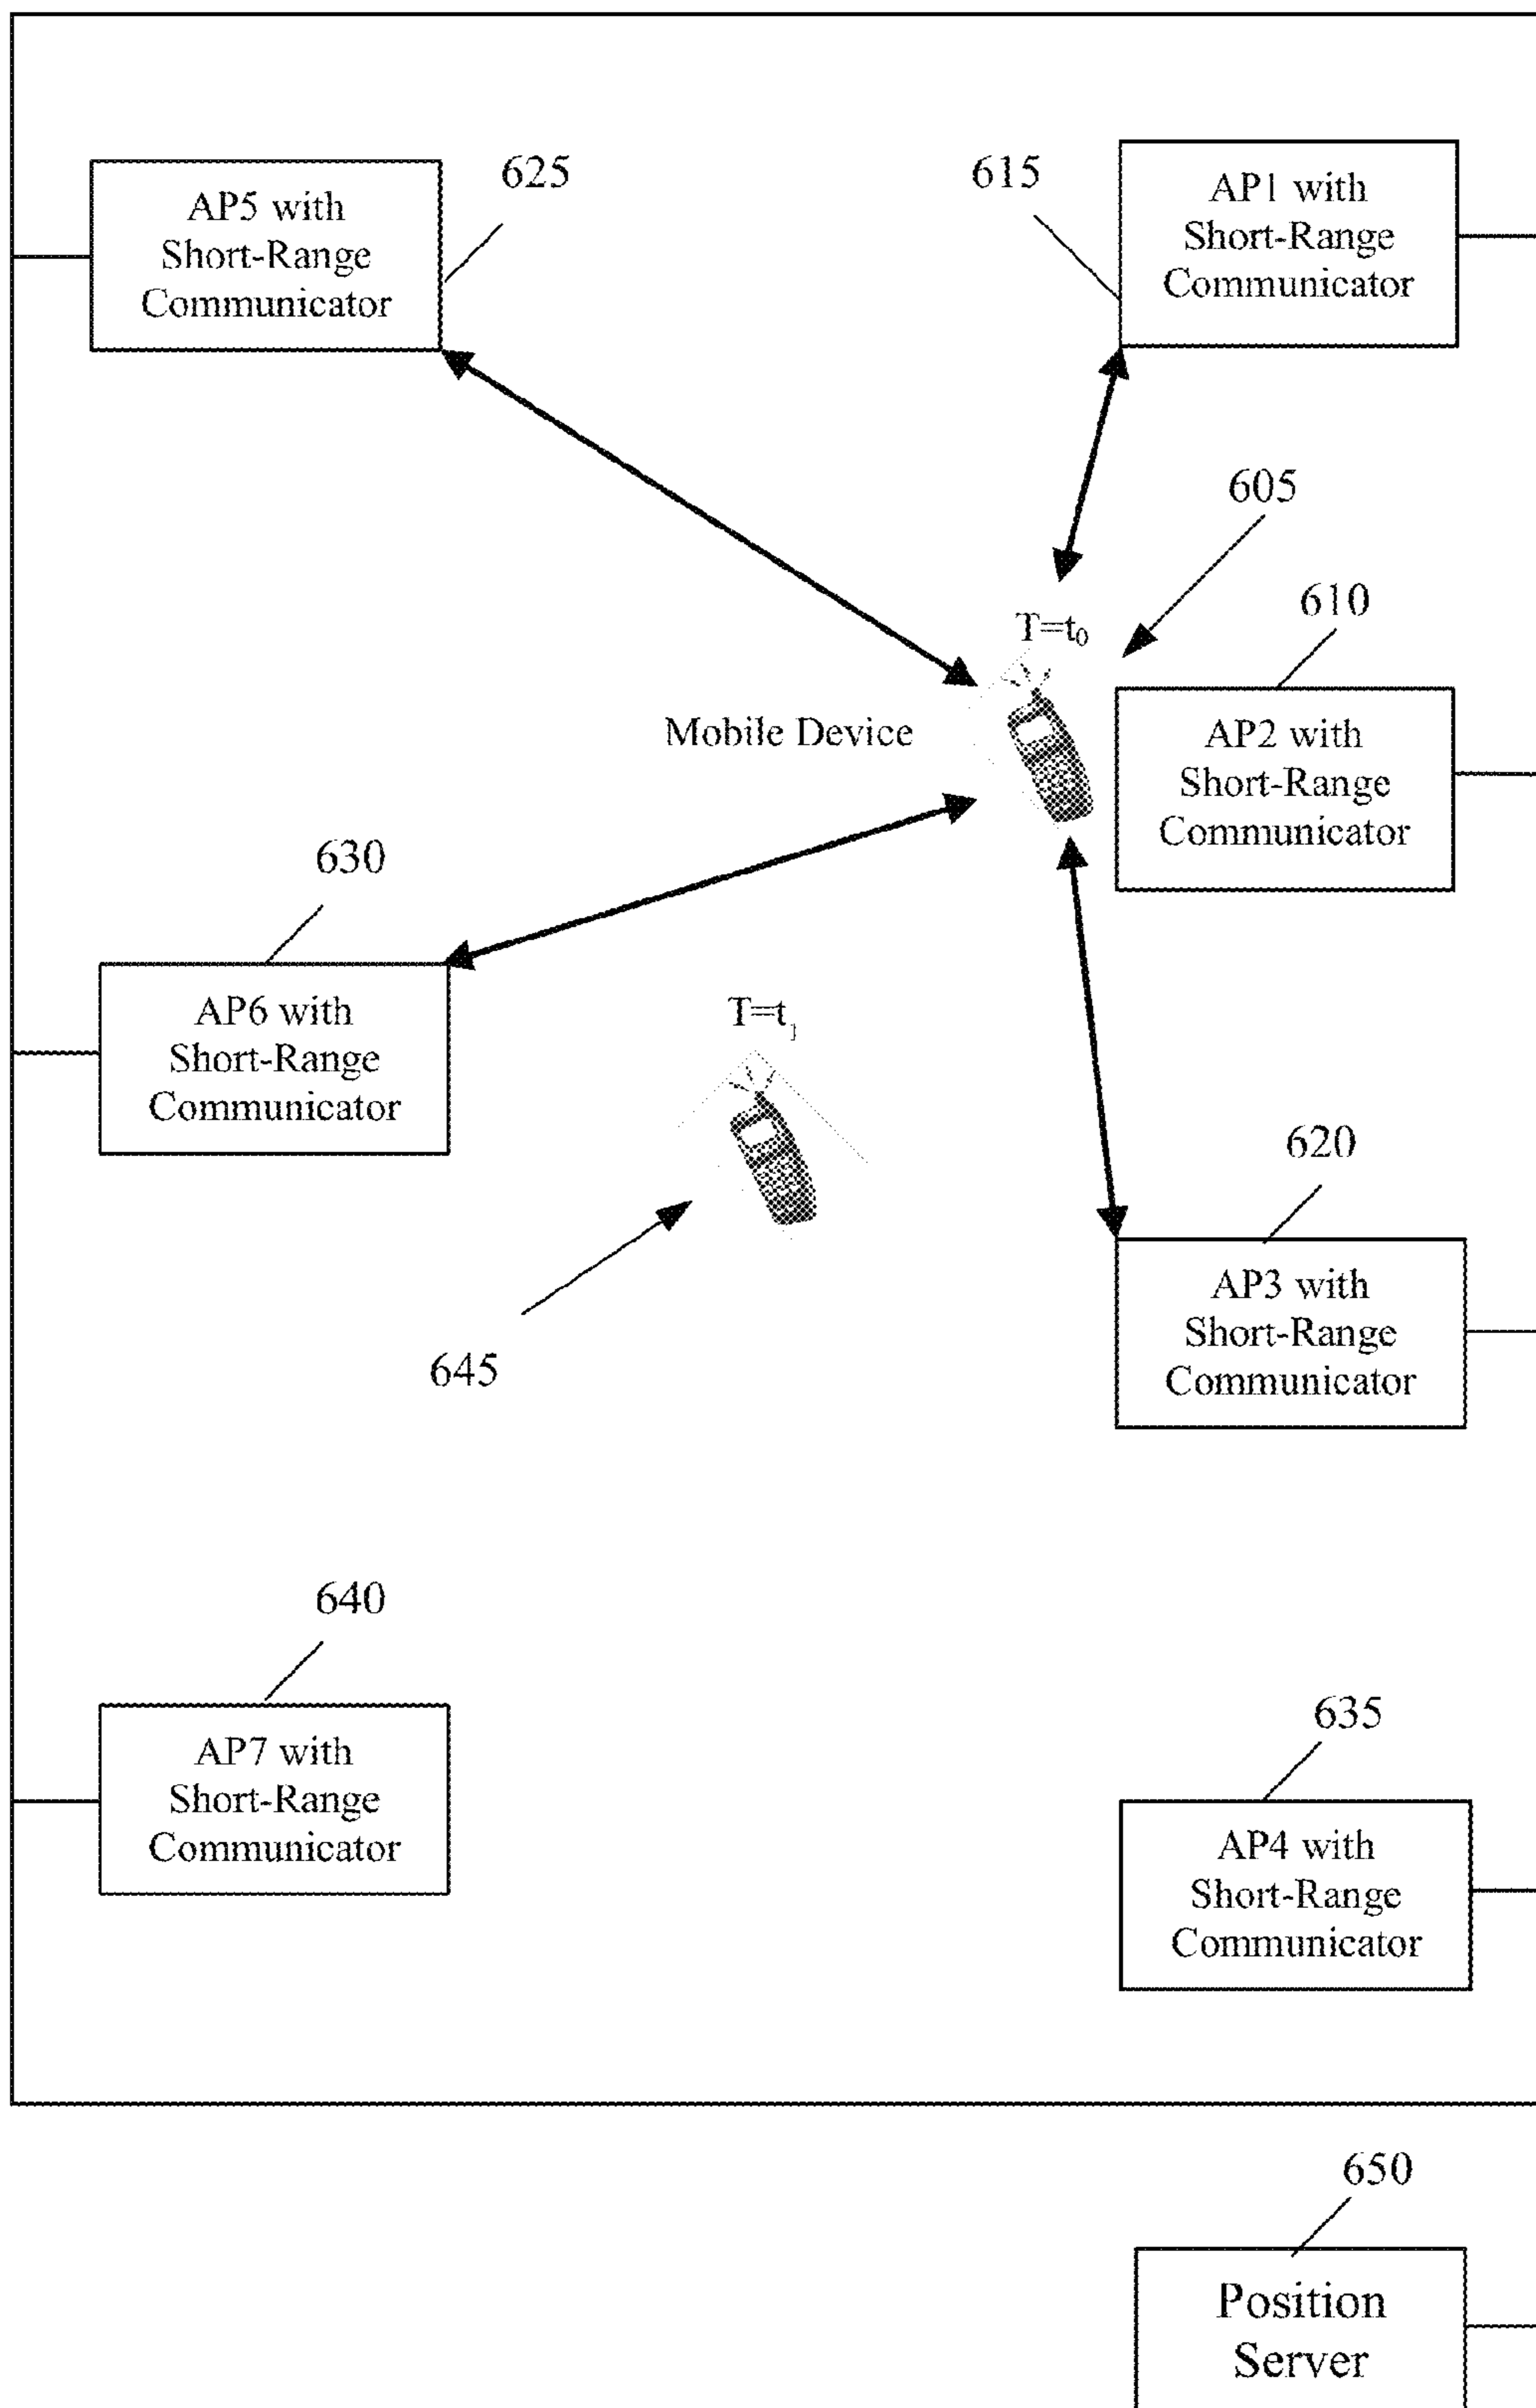 625
615
AP5 with
Short-Range
Communicator
AP1 with
Short-Range
Communicator
605
T=t₀
610
Mobile Device
AP2 with
Short-Range
Communicator
630
AP6 with
Short-Range
Communicator
T=t₁
620
645
AP3 with
Short-Range
Communicator
640
AP7 with
Short-Range
Communicator
635
AP4 with
Short-Range
Communicator
650
Position
Server